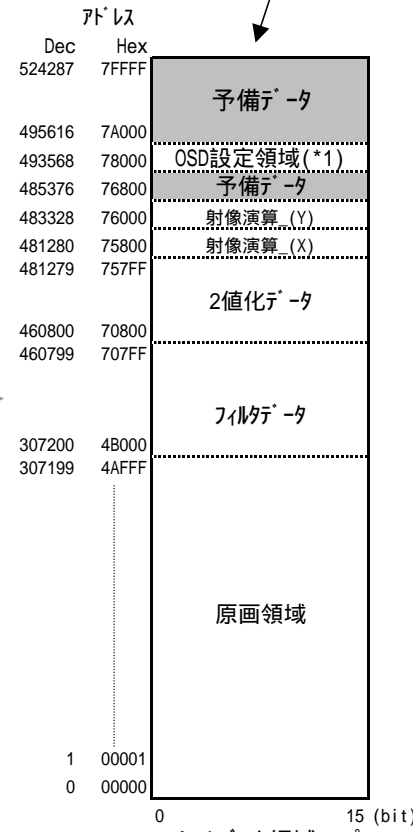 ｱﾄﾞﾚｽ
Dec Hex
524287 7FFFF
予備ﾃﾞｰﾀ
495616 7A000
493568 78000 OSD設定領域(*1)
485376 76800 予備ﾃﾞｰﾀ
483328 76000 射像演算_(Y)
481280 75800 射像演算_(X)
481279 757FF
2値化ﾃﾞｰﾀ
460800 70800
460799 707FF
ﾌｨﾙﾀﾃﾞｰﾀ
307200 4B000
307199 4AFFF
原画領域
1 00001
0 00000
0 15 (bit)